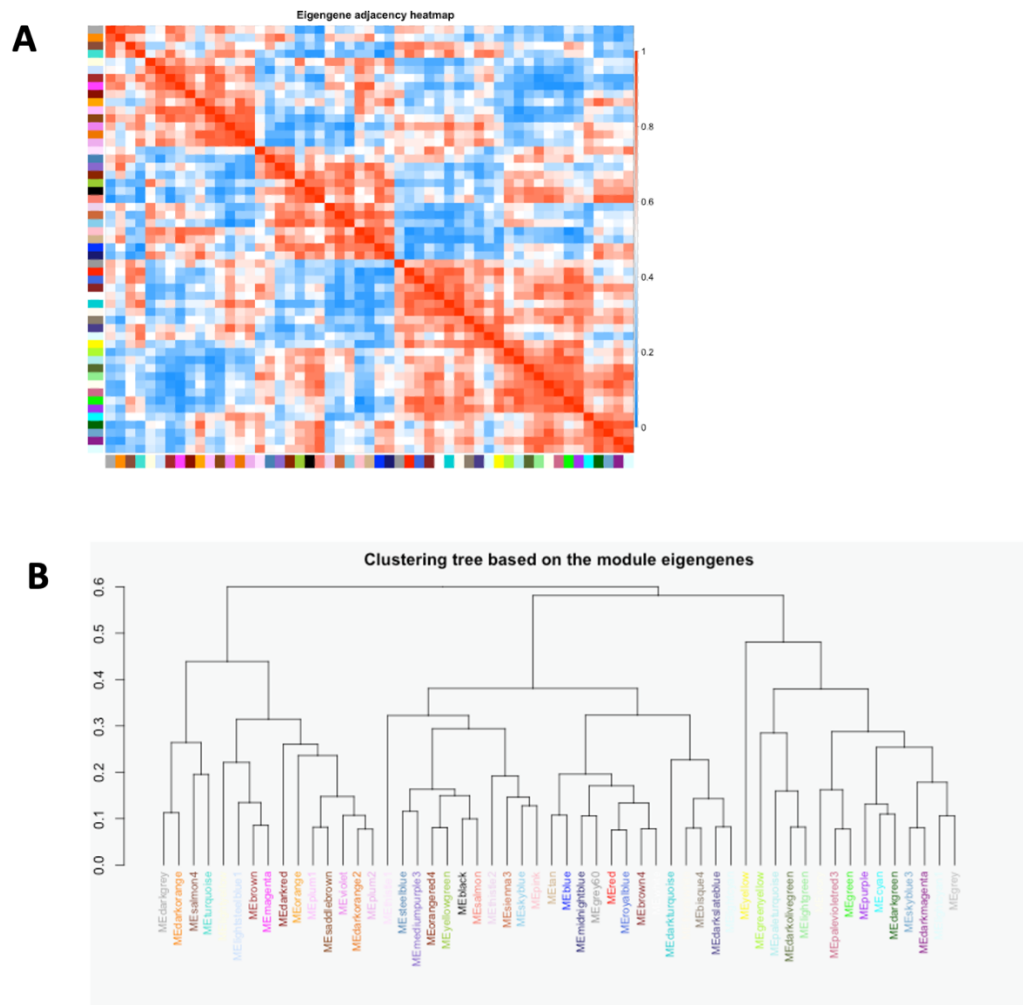 A
Eigengene adjacency heatmap
1
0.8
0.6
0.4
0.2
0
B
Clustering tree based on the module eigengenes
0.6
0.5
0.4
0.3
0.2
0.1
0.0
MEdarkgrey
MEdarkorange
MEsalmon4
MEturquoise
MElightsteelblue1
MEbrown
MEmagenta
MEdarkred
MEorange
MEplum1
MEsaddlebrown
MEviolet
MEdarkorange2
MEplum2
MEsteelblue
MEmediumpurple3
MEorangered4
MEyellowgreen
MEblack
MEsalmon
MEthistle2
MEsienna3
MEskyblue
MEpink
MEtan
MEblue
MEmidnightblue
MEgrey60
MEred
MEroyalblue
MEbrown4
MEdarkturquoise
MEbisque4
MEdarkslateblue
MEyellow
MEgreenyellow
MEpaleturquoise
MEdarkolivegreen
MElightgreen
MEpalevioletred3
MEgreen
MEpurple
MEcyan
MEdarkgreen
MEskyblue3
MEdarkmagenta
MEgrey